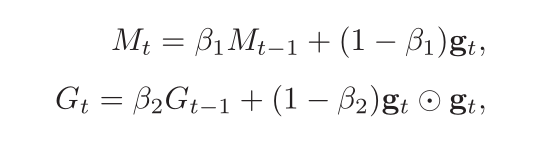 M_t = β_1 M_{t−1} + (1 − β_1)𝐠_t,
G_t = β_2 G_{t−1} + (1 − β_2)𝐠_t ⊙ 𝐠_t,